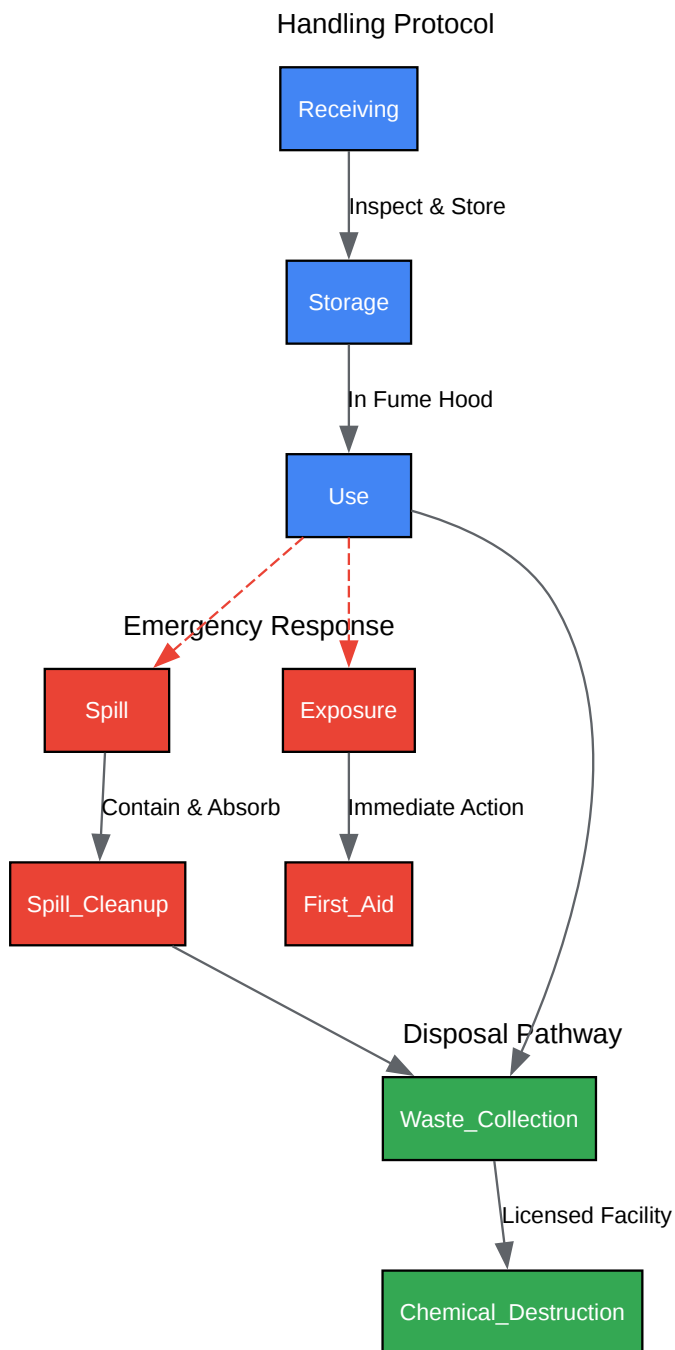 Handling Protocol
Receiving
Inspect & Store
Storage
In Fume Hood
Use
Emergency Response
Spill
Exposure
Contain & Absorb
Immediate Action
Spill_Cleanup
First_Aid
Disposal Pathway
Waste_Collection
Licensed Facility
Chemical_Destruction